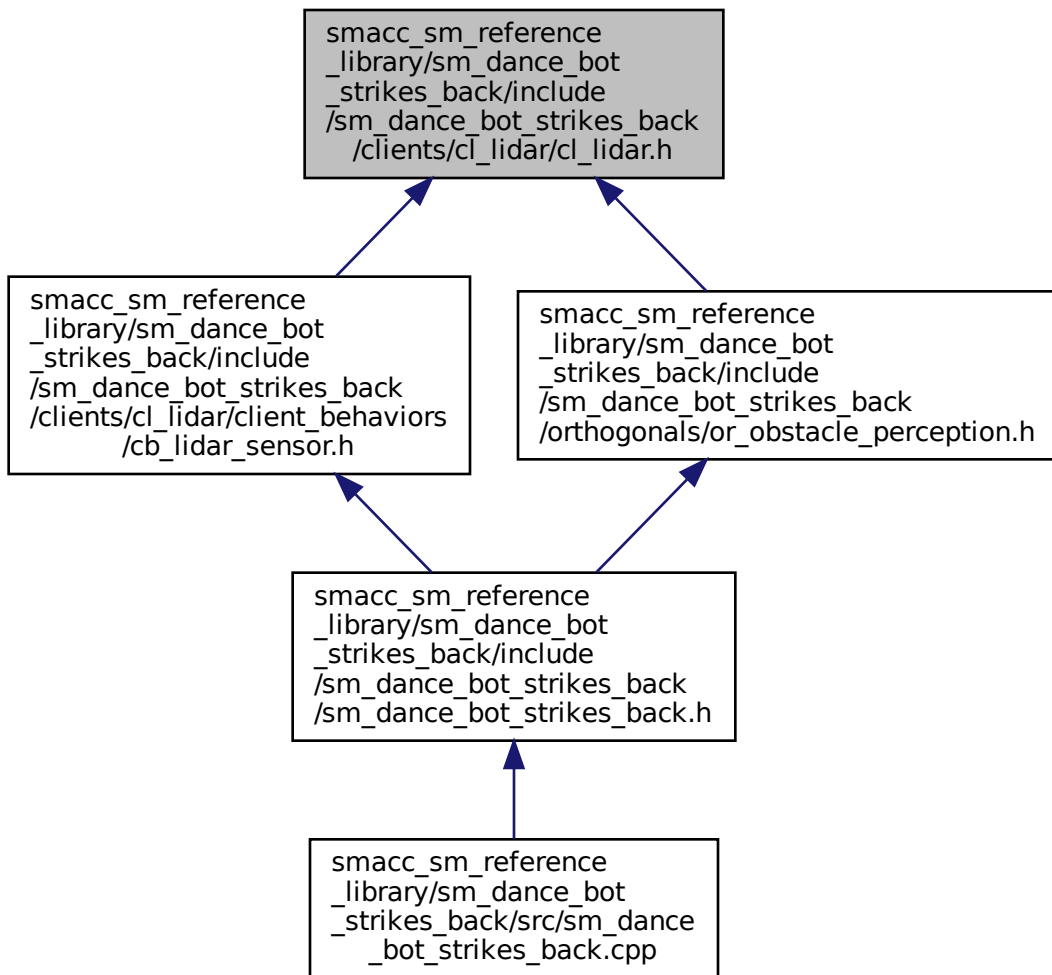 smacc_sm_reference
_library/sm_dance_bot
_strikes_back/include
/sm_dance_bot_strikes_back
/clients/cl_lidar/cl_lidar.h
smacc_sm_reference
_library/sm_dance_bot
_strikes_back/include
/sm_dance_bot_strikes_back
/clients/cl_lidar/client_behaviors
/cb_lidar_sensor.h
smacc_sm_reference
_library/sm_dance_bot
_strikes_back/include
/sm_dance_bot_strikes_back
/orthogonals/or_obstacle_perception.h
smacc_sm_reference
_library/sm_dance_bot
_strikes_back/include
/sm_dance_bot_strikes_back
/sm_dance_bot_strikes_back.h
smacc_sm_reference
_library/sm_dance_bot
_strikes_back/src/sm_dance
_bot_strikes_back.cpp